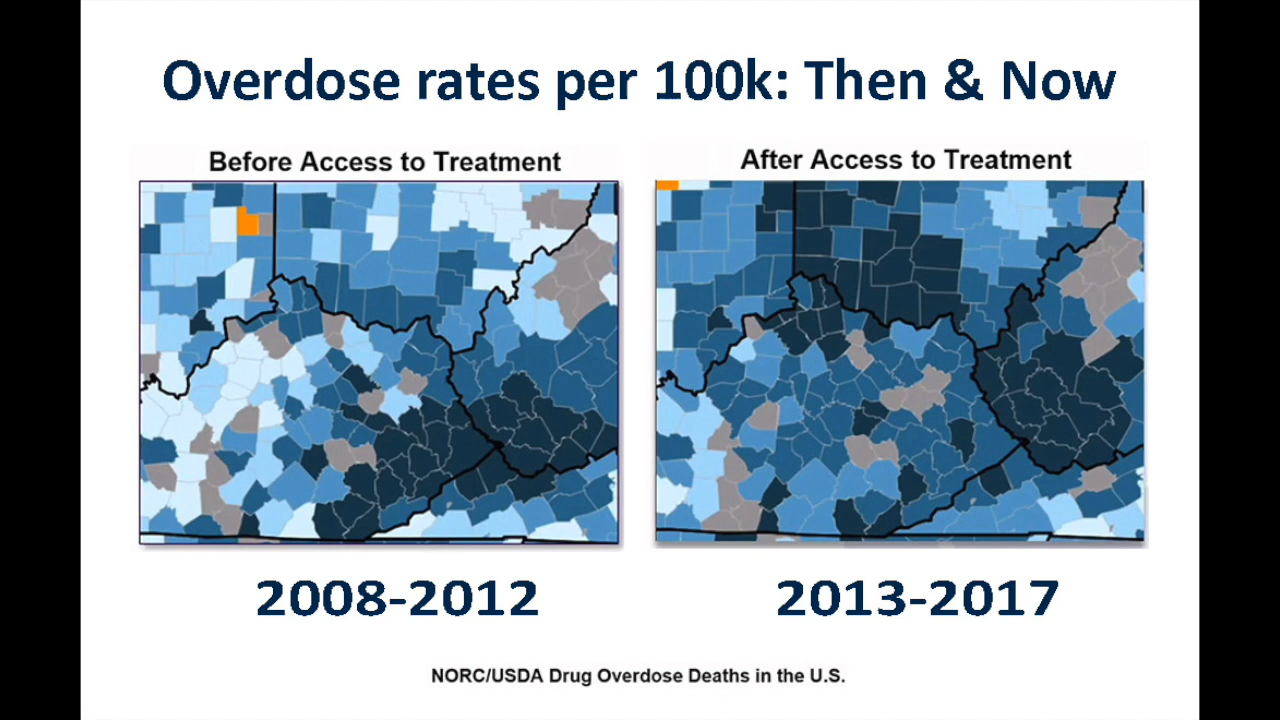 Overdose rates per 100k: Then & Now
Before Access to Treatment
After Access to Treatment
2008-2012
2013-2017
NORC/USDA Drug Overdose Deaths in the U.S.